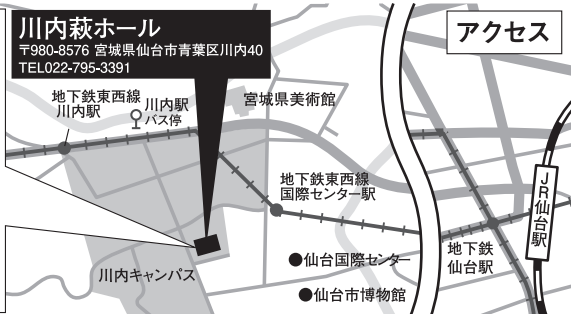 川内萩ホール
〒980-8576 宮城県仙台市青葉区川内40
TEL022-795-3391
アクセス
地下鉄東西線
川内駅
川内駅
バス停
宮城県美術館
地下鉄東西線
国際センター駅
JR仙台駅
地下鉄
仙台駅
川内キャンパス
仙台国際センター
仙台市博物館